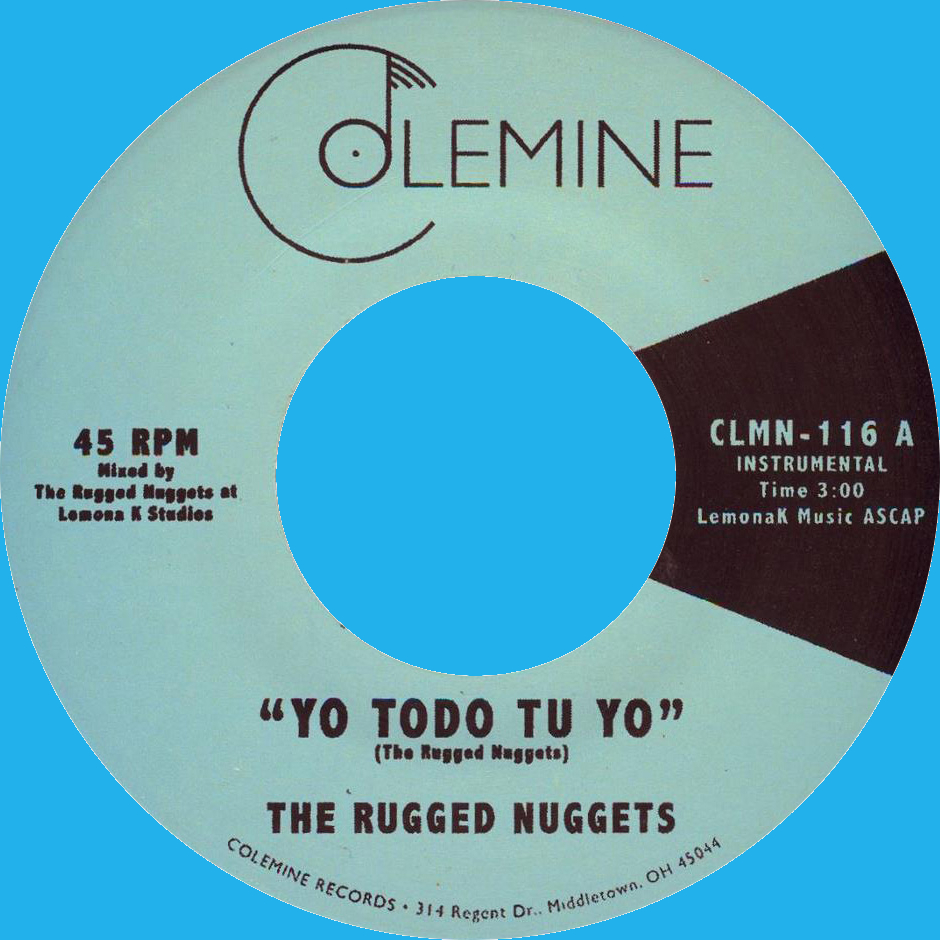 COLEMINE
45 RPM
Mixed by
The Rugged Nuggets at
Lemona K Studios
CLMN-116 A
INSTRUMENTAL
Time 3:00
LemonaK Music ASCAP
“YO TODO TU YO”
(The Rugged Nuggets)
THE RUGGED NUGGETS
COLEMINE RECORDS • 314 Regent Dr., Middletown, OH 45044